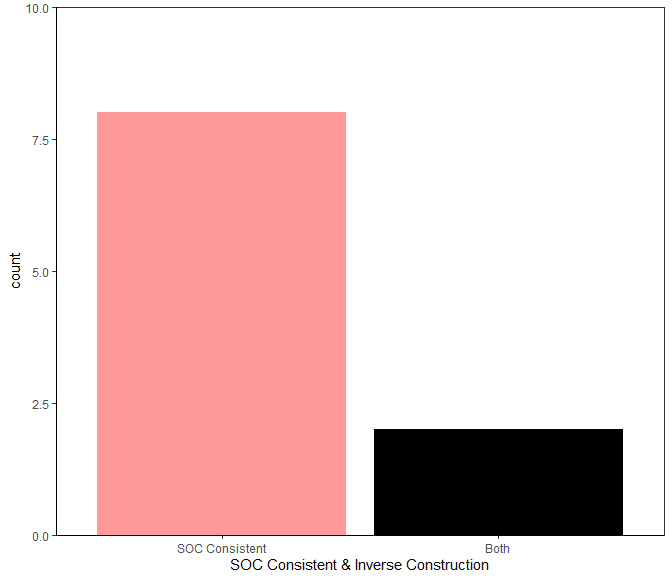 10.0
7.5
5.0
2.5
0.0
count
SOC Consistent
Both
SOC Consistent & Inverse Construction